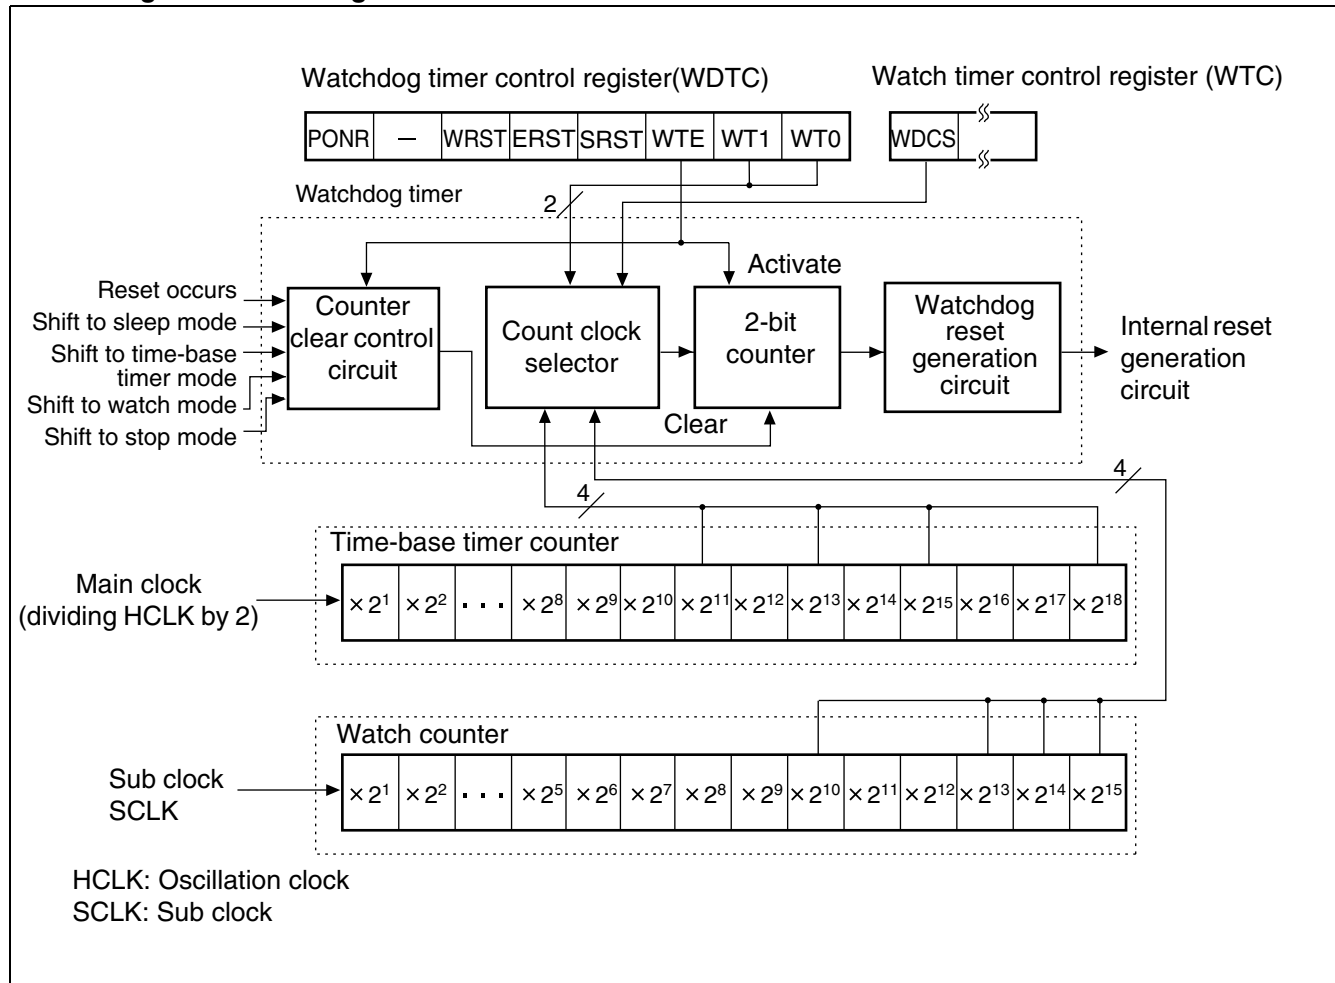 Watchdog timer control register(WDTC)
Watch timer control register (WTC)
PONR — WRST ERST SRST WTE WT1 WT0
WDCS
Watchdog timer
2
Activate
Reset occurs
Shift to sleep mode
Shift to time-base
timer mode
Shift to watch mode
Shift to stop mode
Counter
clear control
circuit
Count clock
selector
2-bit
counter
Watchdog
reset
generation
circuit
Internal reset
generation
circuit
Clear
4
4
Time-base timer counter
Main clock
(dividing HCLK by 2)
×2¹ ×2² · · · ×2⁸ ×2⁹ ×2¹⁰ ×2¹¹ ×2¹² ×2¹³ ×2¹⁴ ×2¹⁵ ×2¹⁶ ×2¹⁷ ×2¹⁸
Watch counter
Sub clock
SCLK
×2¹ ×2² · · · ×2⁵ ×2⁶ ×2⁷ ×2⁸ ×2⁹ ×2¹⁰ ×2¹¹ ×2¹² ×2¹³ ×2¹⁴ ×2¹⁵
HCLK: Oscillation clock
SCLK: Sub clock